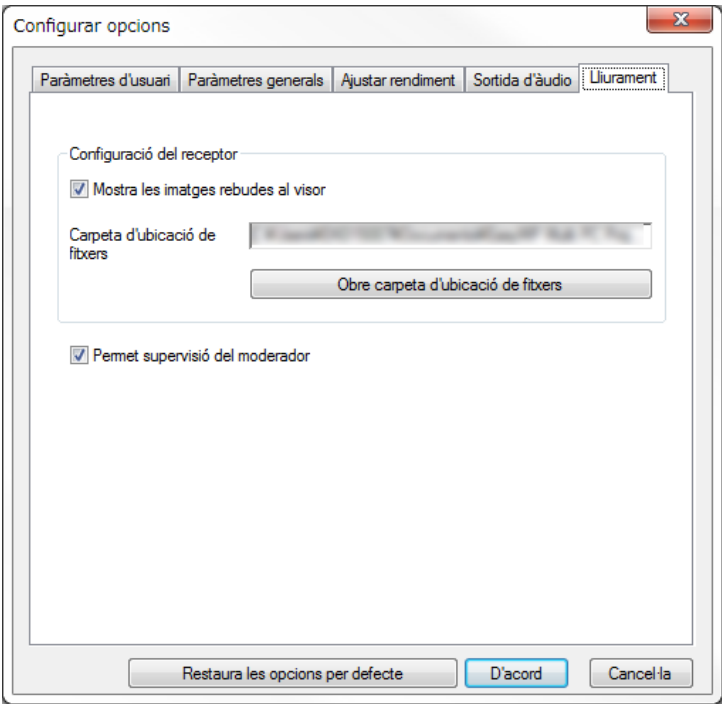 Configurar opcions
Paràmetres d'usuari
Paràmetres generals
Ajustar rendiment
Sortida d'àudio
Lliurament
Configuració del receptor
Mostra les imatges rebudes al visor
Carpeta d'ubicació de
fitxers
Obre carpeta d'ubicació de fitxers
Permet supervisió del moderador
Restaura les opcions per defecte
D'acord
Cancel·la